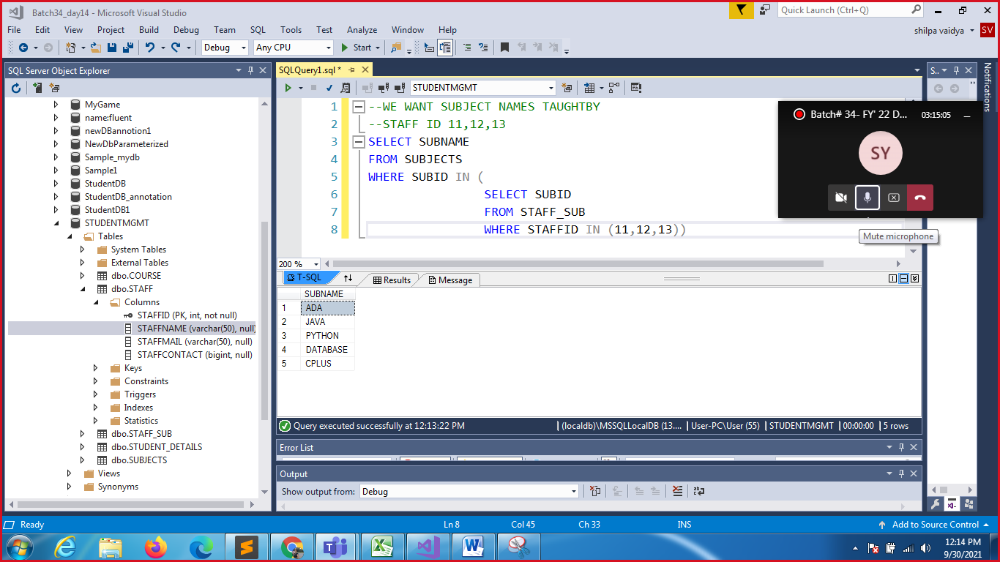 Batch34_day14 - Microsoft Visual Studio
Quick Launch (Ctrl+Q)
File Edit View Project Build Debug Team SQL Tools Test Analyze Window Help
shilpa vaidya SV
Debug Any CPU Start
SQL Server Object Explorer
MyGame
name:fluent
newDBannotion1
NewDbParameterized
Sample_mydb
Sample1
StudentDB
StudentDB_annotation
StudentDB1
STUDENTMGMT
Tables
System Tables
External Tables
dbo.COURSE
dbo.STAFF
Columns
STAFFID (PK, int, not null)
STAFFNAME (varchar(50), null)
STAFFMAIL (varchar(50), null)
STAFFCONTACT (bigint, null)
Keys
Constraints
Triggers
Indexes
Statistics
dbo.STAFF_SUB
dbo.STUDENT_DETAILS
dbo.SUBJECTS
Views
Synonyms
SQLQuery1.sql *
STUDENTMGMT
1 --WE WANT SUBJECT NAMES TAUGHTBY
2 --STAFF ID 11,12,13
3 SELECT SUBNAME
4 FROM SUBJECTS
5 WHERE SUBID IN (
6 SELECT SUBID
7 FROM STAFF_SUB
8 WHERE STAFFID IN (11,12,13))
200 %
T-SQL Results Message
SUBNAME
1 ADA
2 JAVA
3 PYTHON
4 DATABASE
5 CPLUS
Query executed successfully at 12:13:22 PM (localdb)\MSSQLLocalDB (13.... User-PC\User (55) STUDENTMGMT 00:00:00 5 rows
Error List
Output
Show output from: Debug
S..
Notifications
Batch# 34- FY' 22 D... 03:15:05
SY
Mute microphone
Ready Ln 8 Col 45 Ch 33 INS Add to Source Control
12:14 PM
9/30/2021